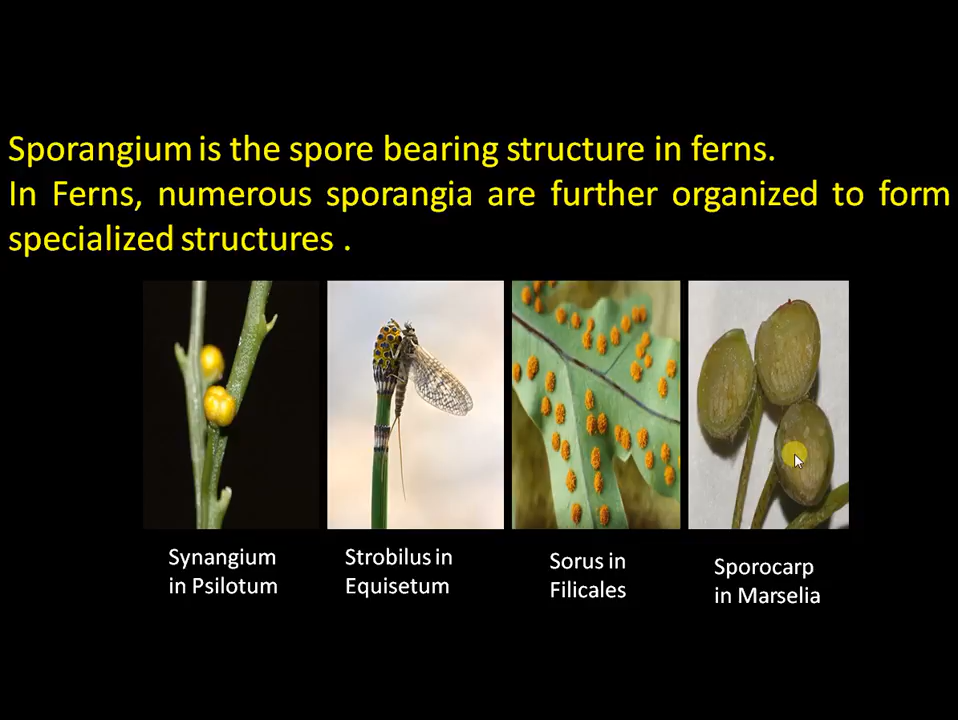 Sporangium is the spore bearing structure in ferns.
In Ferns, numerous sporangia are further organized to form
specialized structures .
Synangium
in Psilotum
Strobilus in
Equisetum
Sorus in
Filicales
Sporocarp
in Marselia